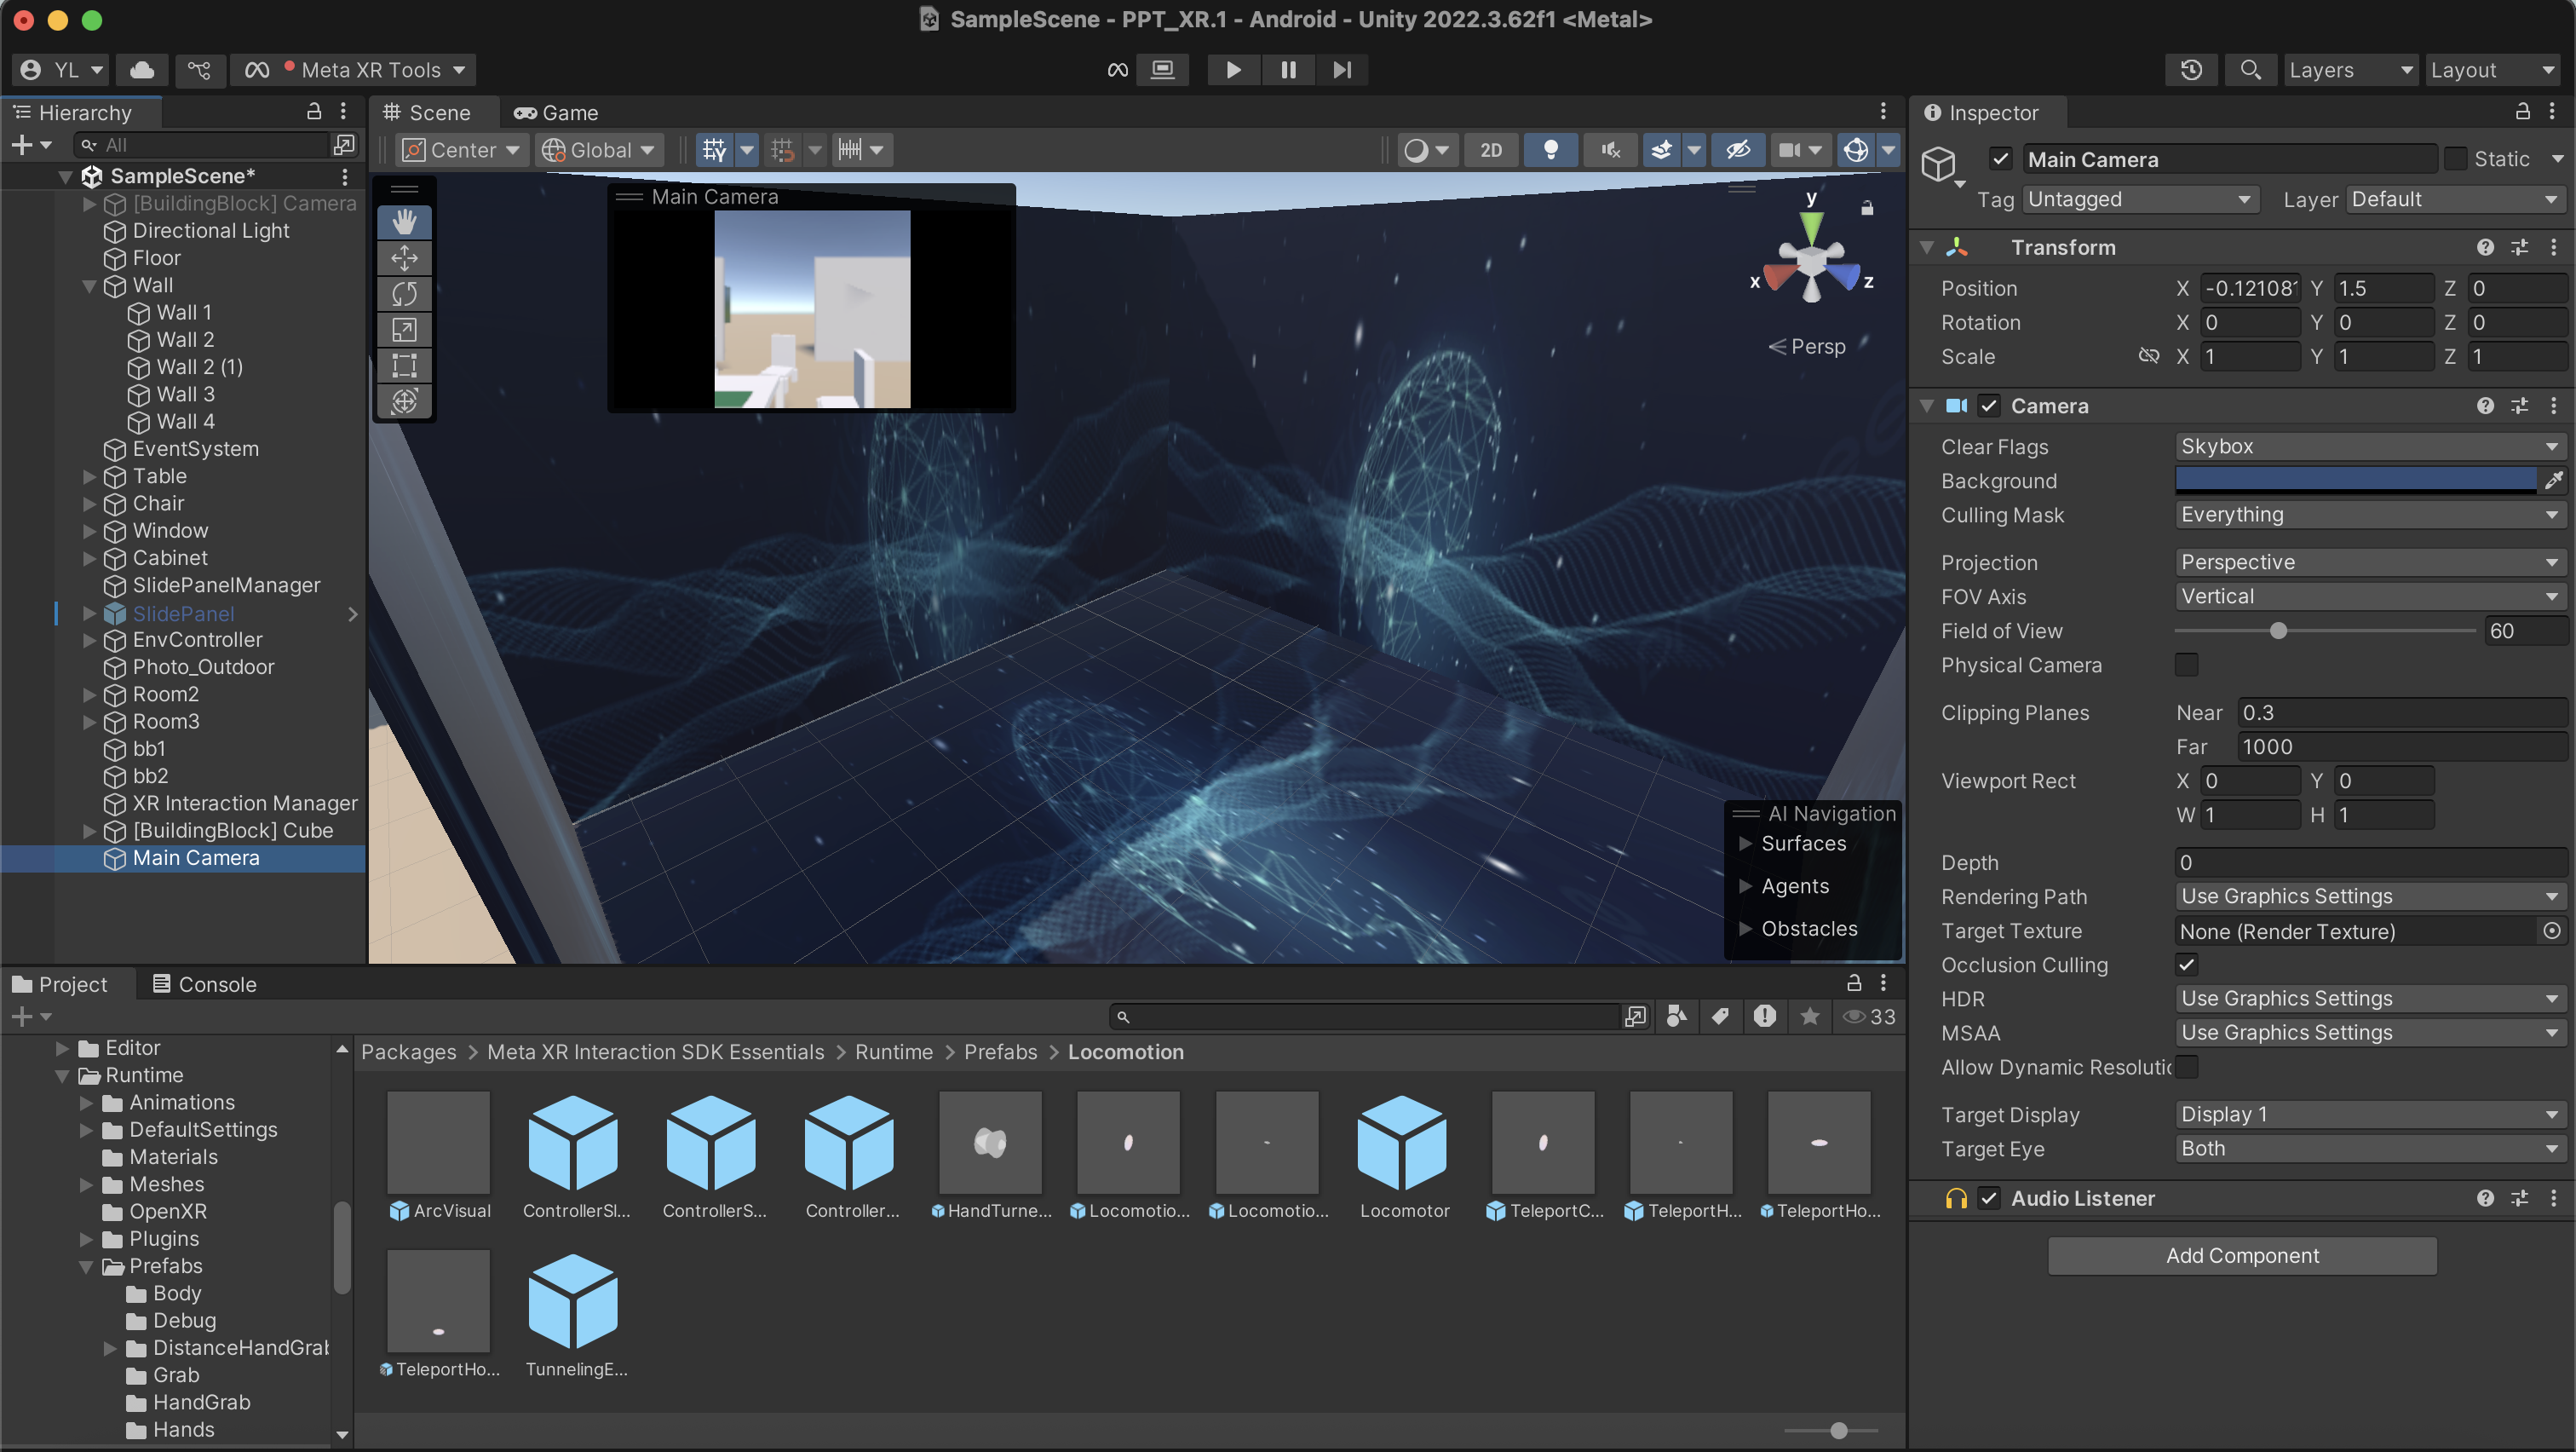 SampleScene - PPT_XR.1 - Android - Unity 2022.3.62f1 <Metal>
YL
Meta XR Tools
Layers
Layout
Hierarchy
All
SampleScene*
[BuildingBlock] Camera
Directional Light
Floor
Wall
Wall 1
Wall 2
Wall 2 (1)
Wall 3
Wall 4
EventSystem
Table
Chair
Window
Cabinet
SlidePanelManager
SlidePanel
EnvController
Photo_Outdoor
Room2
Room3
bb1
bb2
XR Interaction Manager
[BuildingBlock] Cube
Main Camera
Scene
Game
Center
Global
2D
Main Camera
y
x
z
Persp
AI Navigation
Surfaces
Agents
Obstacles
Inspector
Main Camera
Static
Tag Untagged
Layer Default
Transform
Position X -0.12108 Y 1.5 Z 0
Rotation X 0 Y 0 Z 0
Scale X 1 Y 1 Z 1
Camera
Clear Flags Skybox
Background
Culling Mask Everything
Projection Perspective
FOV Axis Vertical
Field of View 60
Physical Camera
Clipping Planes Near 0.3
Far 1000
Viewport Rect X 0 Y 0
W 1 H 1
Depth 0
Rendering Path Use Graphics Settings
Target Texture None (Render Texture)
Occlusion Culling
HDR Use Graphics Settings
MSAA Use Graphics Settings
Allow Dynamic Resolutic
Target Display Display 1
Target Eye Both
Audio Listener
Add Component
Project
Console
33
Editor
Runtime
Animations
DefaultSettings
Materials
Meshes
OpenXR
Plugins
Prefabs
Body
Debug
DistanceHandGrab
Grab
HandGrab
Hands
Packages > Meta XR Interaction SDK Essentials > Runtime > Prefabs > Locomotion
ArcVisual
ControllerSl...
ControllerS...
Controller...
HandTurne...
Locomotio...
Locomotio...
Locomotor
TeleportC...
TeleportH...
TeleportHo...
TeleportHo...
TunnelingE...